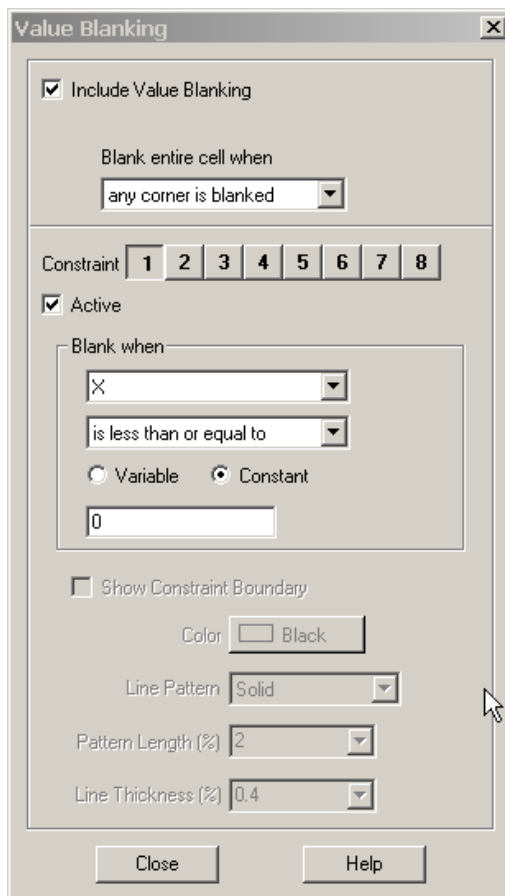 Value Blanking
Include Value Blanking
Blank entire cell when
any corner is blanked
Constraint 1 2 3 4 5 6 7 8
Active
Blank when
X
is less than or equal to
Variable Constant
0
Show Constraint Boundary
Color Black
Line Pattern Solid
Pattern Length (%) 2
Line Thickness (%) 0.4
Close Help